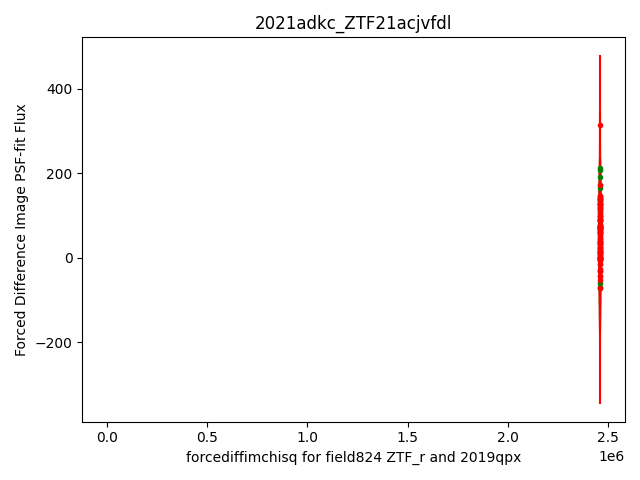 2021adkc_ZTF21acjvfdl
Forced Difference Image PSF-fit Flux
400
200
0
−200
0.0 0.5 1.0 1.5 2.0 2.5
1e6
forcediffimchisq for field824 ZTF_r and 2019qpx